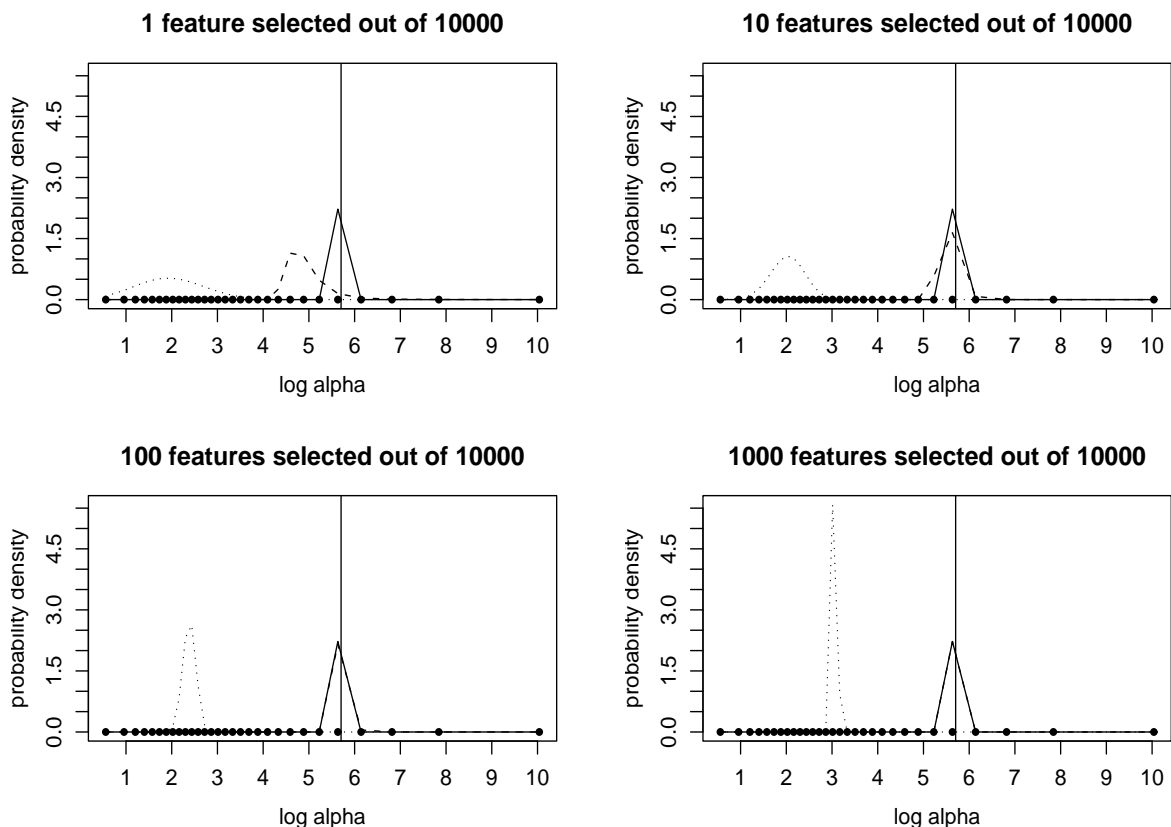 1 feature selected out of 10000
probability density
0.0 1.5 3.0 4.5
1 2 3 4 5 6 7 8 9 10
log alpha
10 features selected out of 10000
probability density
0.0 1.5 3.0 4.5
1 2 3 4 5 6 7 8 9 10
log alpha
100 features selected out of 10000
probability density
0.0 1.5 3.0 4.5
1 2 3 4 5 6 7 8 9 10
log alpha
1000 features selected out of 10000
probability density
0.0 1.5 3.0 4.5
1 2 3 4 5 6 7 8 9 10
log alpha